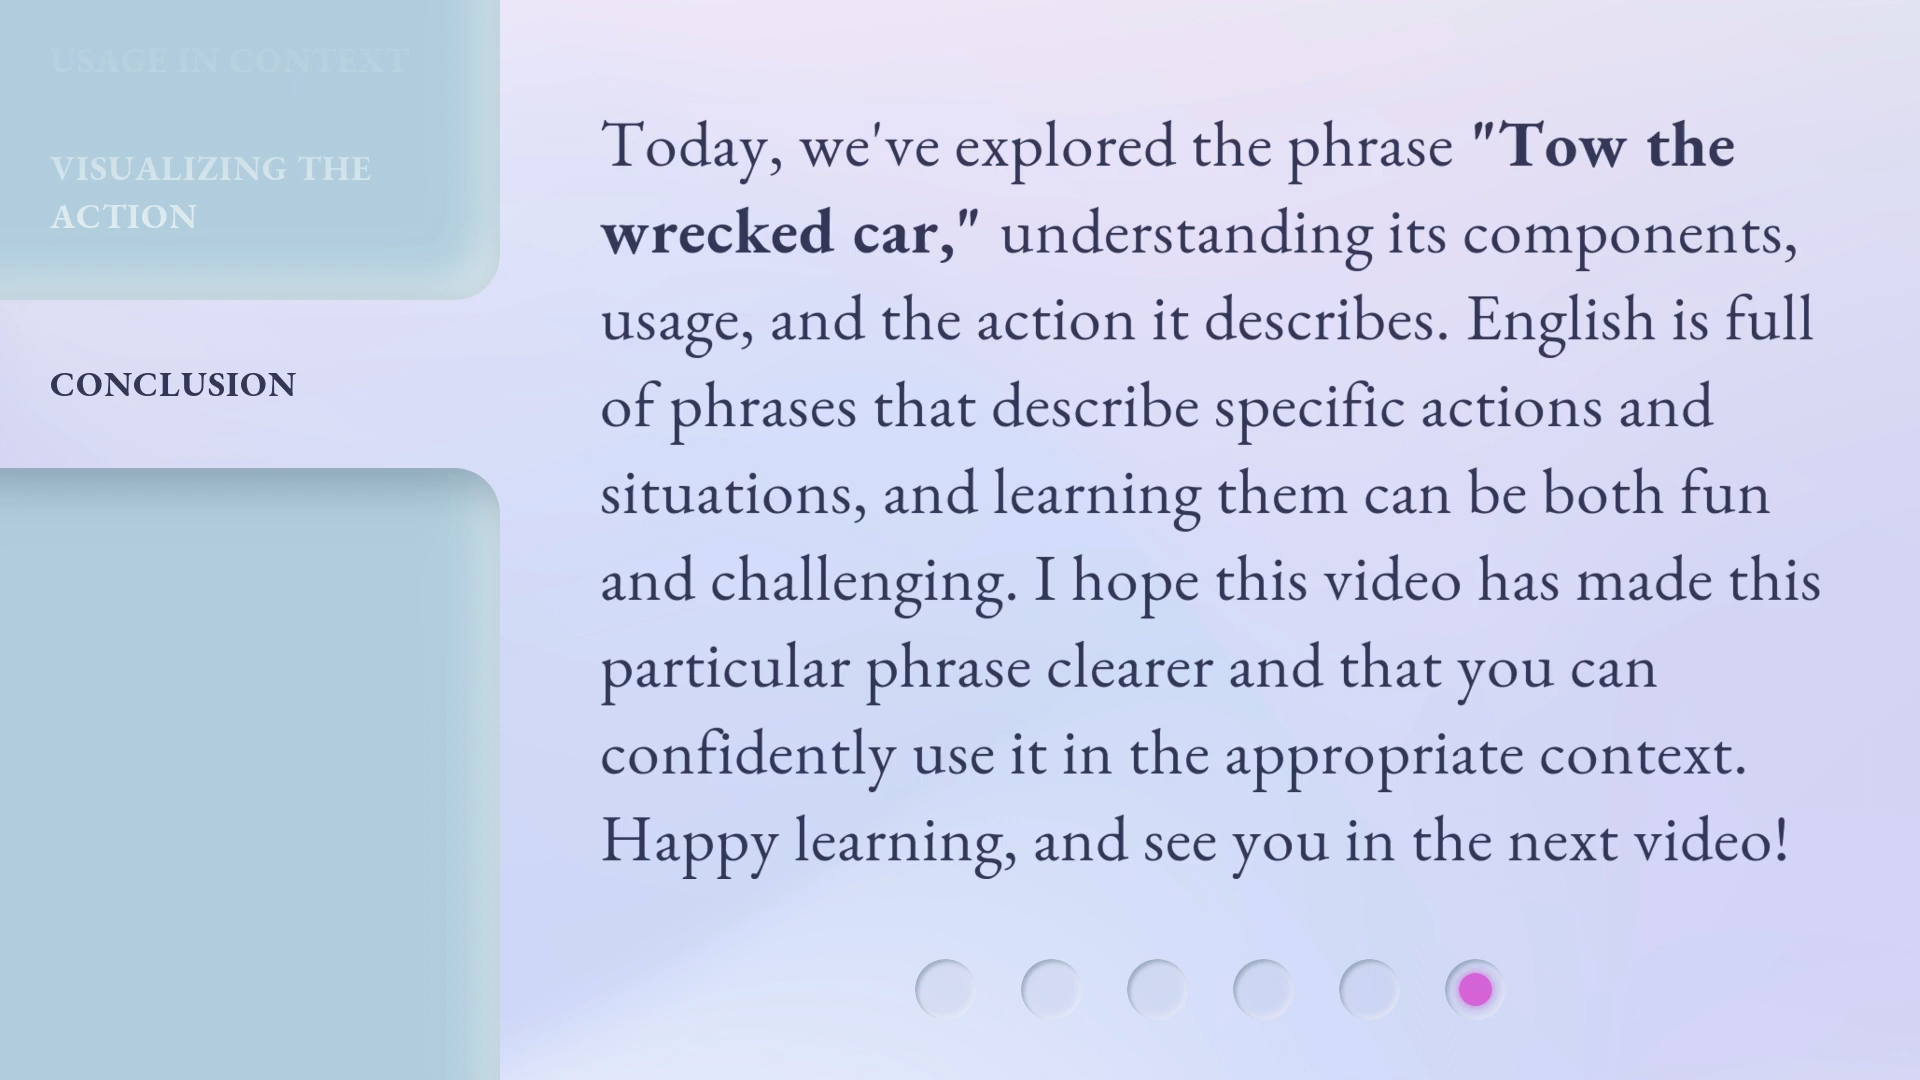 USAGE IN CONTEXT
VISUALIZING THE
ACTION
CONCLUSION
Today, we've explored the phrase "Tow the
wrecked car," understanding its components,
usage, and the action it describes. English is full
of phrases that describe specific actions and
situations, and learning them can be both fun
and challenging. I hope this video has made this
particular phrase clearer and that you can
confidently use it in the appropriate context.
Happy learning, and see you in the next video!